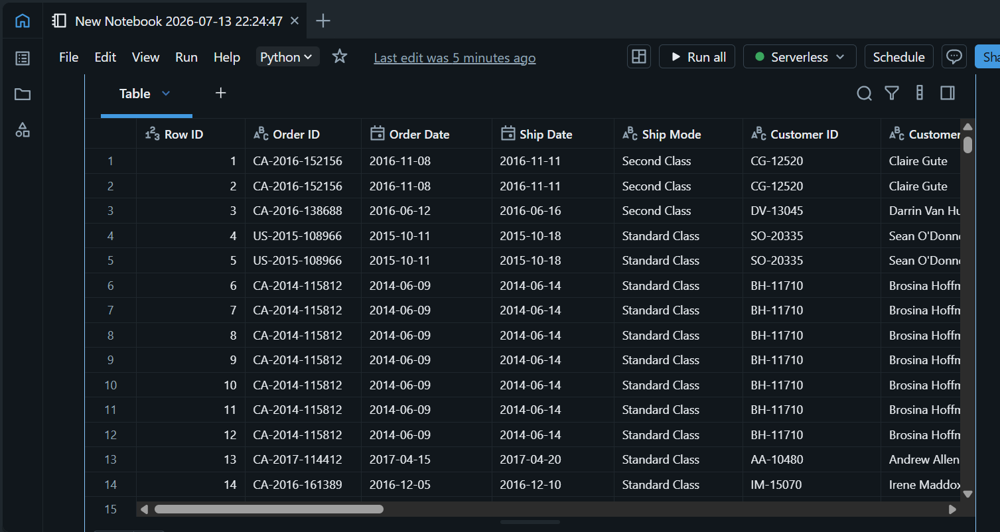 New Notebook 2026-07-13 22:24:47
File Edit View Run Help Python Last edit was 5 minutes ago Run all Serverless Schedule Sha
Table
Row ID Order ID Order Date Ship Date Ship Mode Customer ID Customer
1 1 CA-2016-152156 2016-11-08 2016-11-11 Second Class CG-12520 Claire Gute
2 2 CA-2016-152156 2016-11-08 2016-11-11 Second Class CG-12520 Claire Gute
3 3 CA-2016-138688 2016-06-12 2016-06-16 Second Class DV-13045 Darrin Van Hu
4 4 US-2015-108966 2015-10-11 2015-10-18 Standard Class SO-20335 Sean O'Donne
5 5 US-2015-108966 2015-10-11 2015-10-18 Standard Class SO-20335 Sean O'Donne
6 6 CA-2014-115812 2014-06-09 2014-06-14 Standard Class BH-11710 Brosina Hoffm
7 7 CA-2014-115812 2014-06-09 2014-06-14 Standard Class BH-11710 Brosina Hoffm
8 8 CA-2014-115812 2014-06-09 2014-06-14 Standard Class BH-11710 Brosina Hoffm
9 9 CA-2014-115812 2014-06-09 2014-06-14 Standard Class BH-11710 Brosina Hoffm
10 10 CA-2014-115812 2014-06-09 2014-06-14 Standard Class BH-11710 Brosina Hoffm
11 11 CA-2014-115812 2014-06-09 2014-06-14 Standard Class BH-11710 Brosina Hoffm
12 12 CA-2014-115812 2014-06-09 2014-06-14 Standard Class BH-11710 Brosina Hoffm
13 13 CA-2017-114412 2017-04-15 2017-04-20 Standard Class AA-10480 Andrew Allen
14 14 CA-2016-161389 2016-12-05 2016-12-10 Standard Class IM-15070 Irene Maddox
15